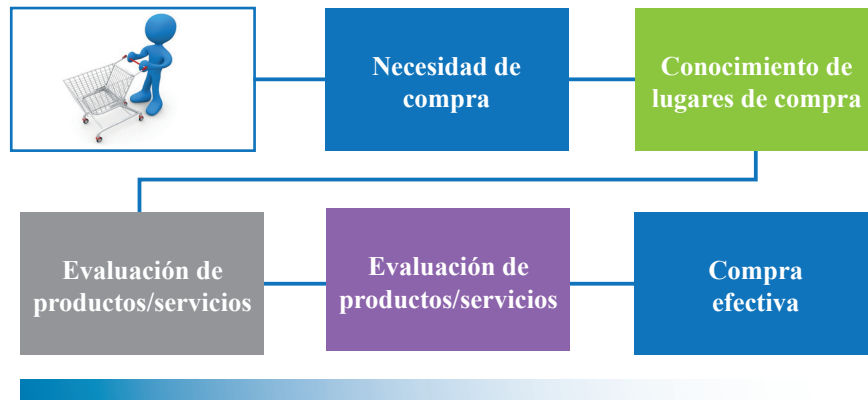 Necesidad de
compra
Conocimiento de
lugares de compra
Evaluación de
productos/servicios
Evaluación de
productos/servicios
Compra
efectiva